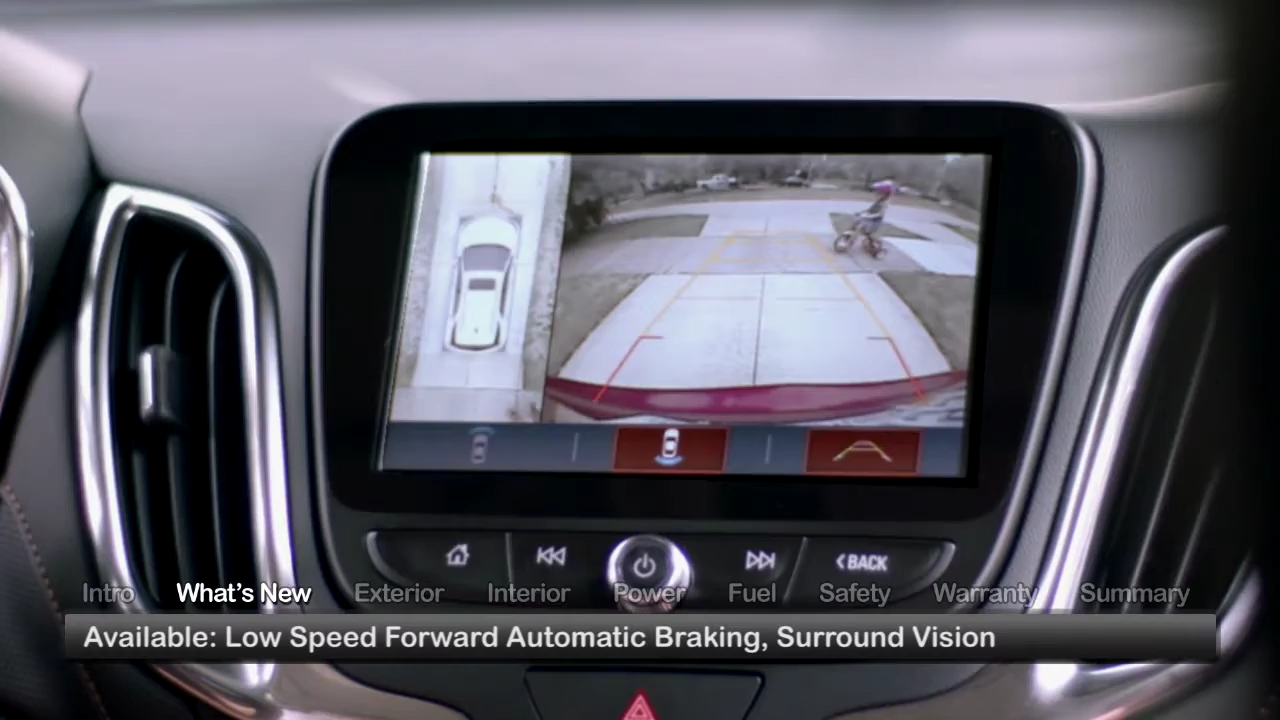 BACK
Intro What's New Exterior Interior Power Fuel Safety Warranty Summary
Available: Low Speed Forward Automatic Braking, Surround Vision